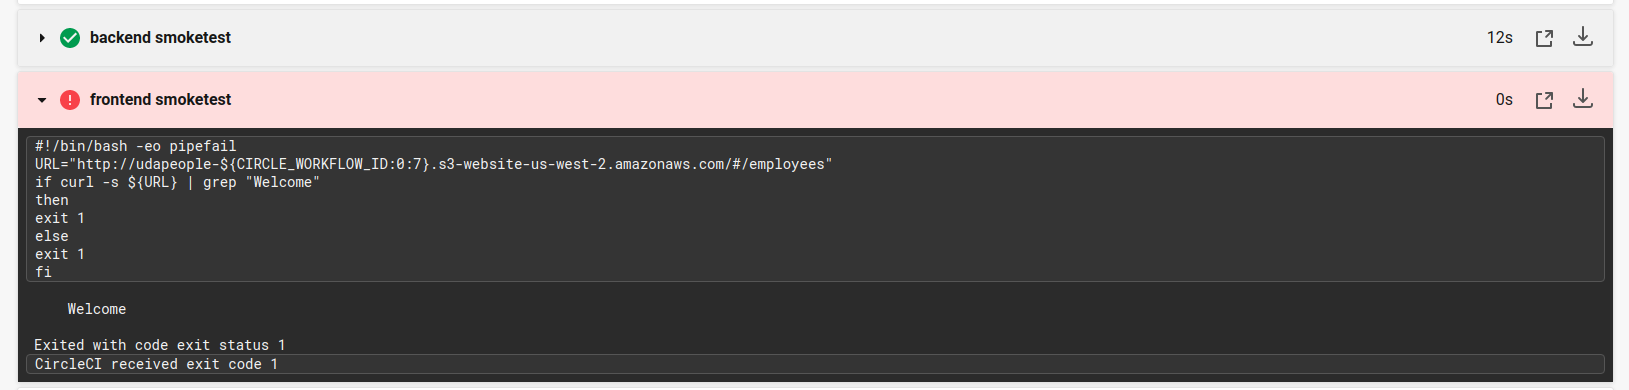 backend smoketest
12s
frontend smoketest
0s
#!/bin/bash -eo pipefail
URL="http://udapeople-${CIRCLE_WORKFLOW_ID:0:7}.s3-website-us-west-2.amazonaws.com/#/employees"
if curl -s ${URL} | grep "Welcome"
then
exit 1
else
exit 1
fi
Welcome
Exited with code exit status 1
CircleCI received exit code 1